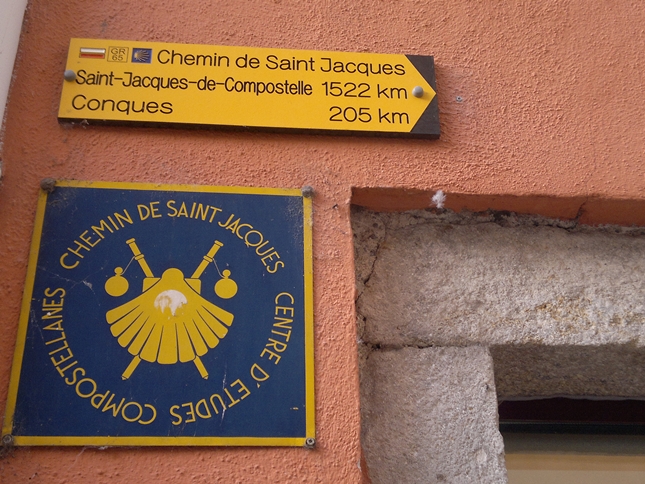 GR
65
Chemin de Saint Jacques
Saint-Jacques-de-Compostelle 1522 km
Conques 205 km
CHEMIN DE SAINT JACQUES
CENTRE D'ETUDES COMPOSTELLANES